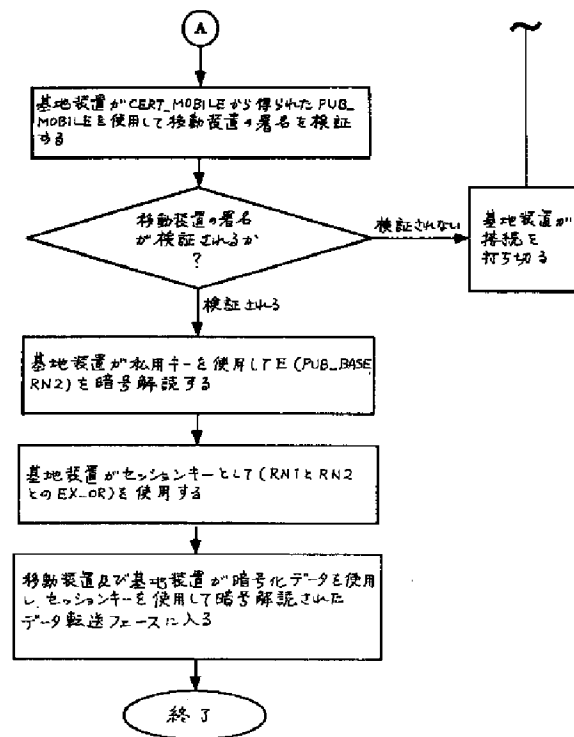 A
基地装置がCERT_MOBILEから得られたPUB_
MOBILEを使用して移動装置の署名を検証
する
移動装置の署名
が検証されるか
?
検証されない
基地装置が
接続を
打ち切る
検証される
基地装置が私用キーを使用してE(PUB_BASE,
RN2)を暗号解読する
基地装置がセッションキーとして(RN1とRN2
とのEX_OR)を使用する
移動装置及び基地装置が暗号化データを使用
し、セッションキーを使用して暗号解読された
データ転送フェースに入る
終了